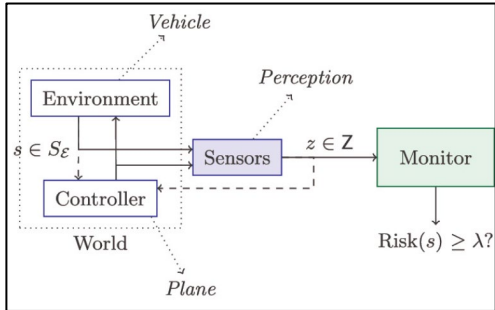 Vehicle
Environment
Perception
s ∈ S_ℰ
Sensors
z ∈ Z
Monitor
Controller
World
Risk(s) ≥ λ?
Plane